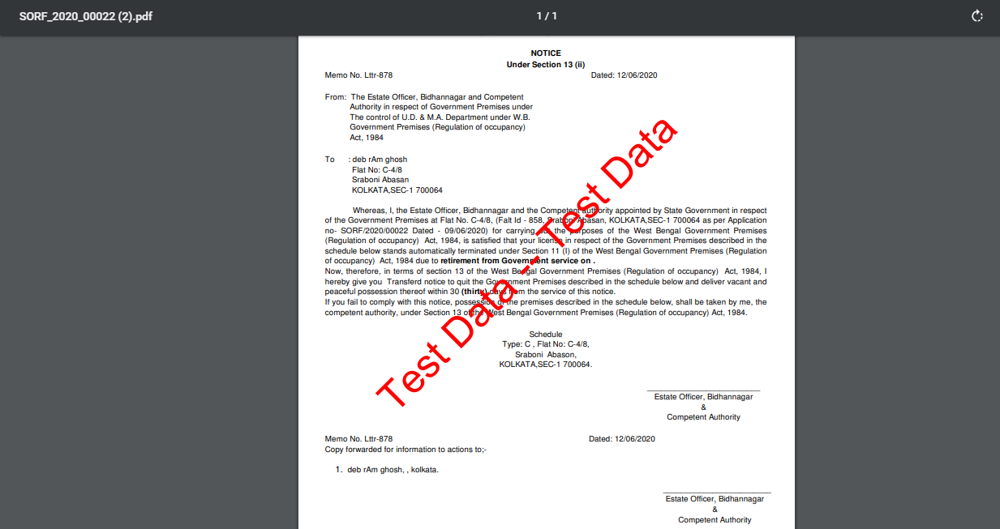 SORF_2020_00022 (2).pdf
1 / 1
NOTICE
Under Section 13 (ii)
Memo No. Lttr-878 Dated: 12/06/2020
From: The Estate Officer, Bidhannagar and Competent
Authority in respect of Government Premises under
The control of U.D. & M.A. Department under W.B.
Government Premises (Regulation of occupancy)
Act, 1984
To : deb rAm ghosh
Flat No: C-4/8
Sraboni Abasan
KOLKATA,SEC-1 700064
Whereas, I, the Estate Officer, Bidhannagar and the Competent authority appointed by State Government in respect
of the Government Premises at Flat No. C-4/8, (Falt Id - 858, Sraboni Abasan, KOLKATA,SEC-1 700064 as per Application
no- SORF/2020/00022 Dated - 09/06/2020) for carrying out the purposes of the West Bengal Government Premises
(Regulation of occupancy) Act, 1984, is satisfied that your license in respect of the Government Premises described in the
schedule below stands automatically terminated under Section 11 (I) of the West Bengal Government Premises (Regulation
of occupancy) Act, 1984 due to retirement from Government service on .
Now, therefore, in terms of section 13 of the West Bengal Government Premises (Regulation of occupancy) Act, 1984, I
hereby give you Transferd notice to quit the Government Premises described in the schedule below and deliver vacant and
peaceful possession thereof within 30 (thirty) days from the service of this notice.
If you fail to comply with this notice, possession of the premises described in the schedule below, shall be taken by me, the
competent authority, under Section 13 of the West Bengal Government Premises (Regulation of occupancy) Act, 1984.
Schedule
Type: C , Flat No: C-4/8,
Sraboni Abason,
KOLKATA,SEC-1 700064.
Estate Officer, Bidhannagar
&
Competent Authority
Memo No. Lttr-878 Dated: 12/06/2020
Copy forwarded for information to actions to;-
1. deb rAm ghosh, , kolkata.
Estate Officer, Bidhannagar
&
Competent Authority
Test Data -- Test Data